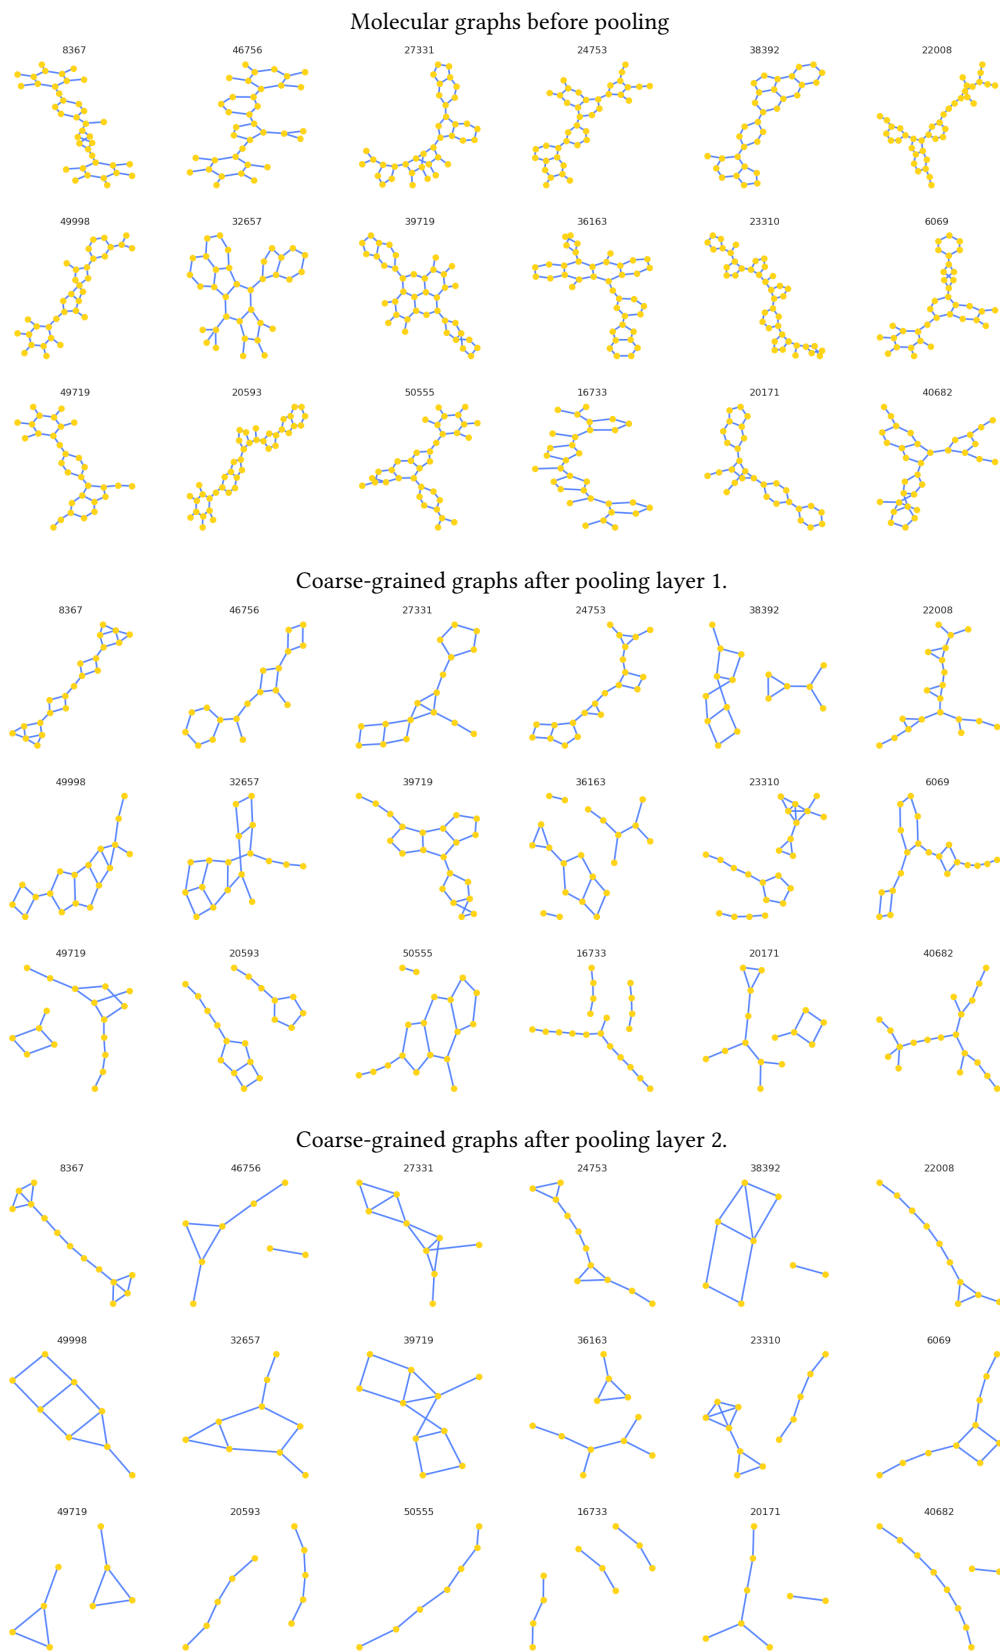 Molecular graphs before pooling
8367 46756 27331 24753 38392 22008
49998 32657 39719 36163 23310 6069
49719 20593 50555 16733 20171 40682
Coarse-grained graphs after pooling layer 1.
8367 46756 27331 24753 38392 22008
49998 32657 39719 36163 23310 6069
49719 20593 50555 16733 20171 40682
Coarse-grained graphs after pooling layer 2.
8367 46756 27331 24753 38392 22008
49998 32657 39719 36163 23310 6069
49719 20593 50555 16733 20171 40682